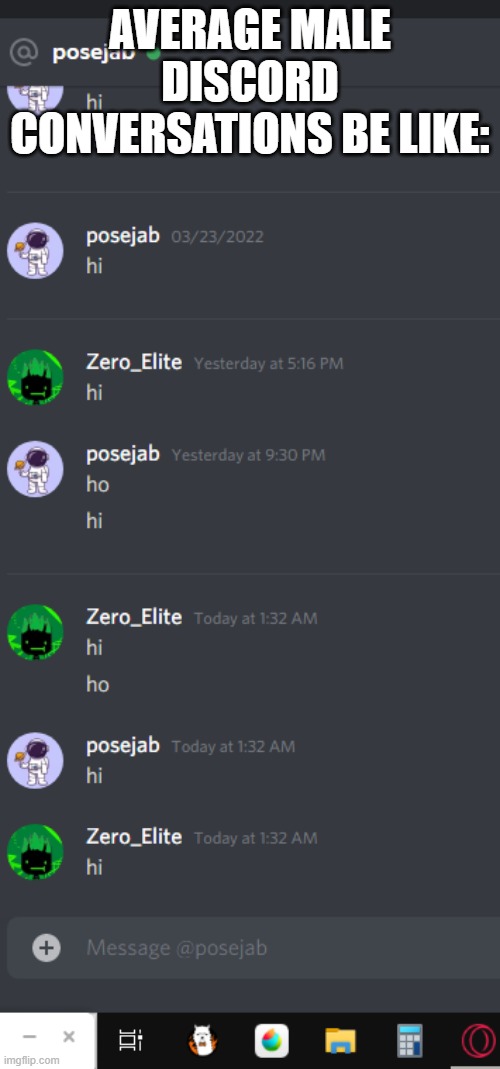 AVERAGE MALE
DISCORD
CONVERSATIONS BE LIKE:
@ posejab
hi
posejab 03/23/2022
hi
Zero_Elite Yesterday at 5:16 PM
hi
posejab Yesterday at 9:30 PM
ho
hi
Zero_Elite Today at 1:32 AM
hi
ho
posejab Today at 1:32 AM
hi
Zero_Elite Today at 1:32 AM
hi
Message @posejab
imgflip.com